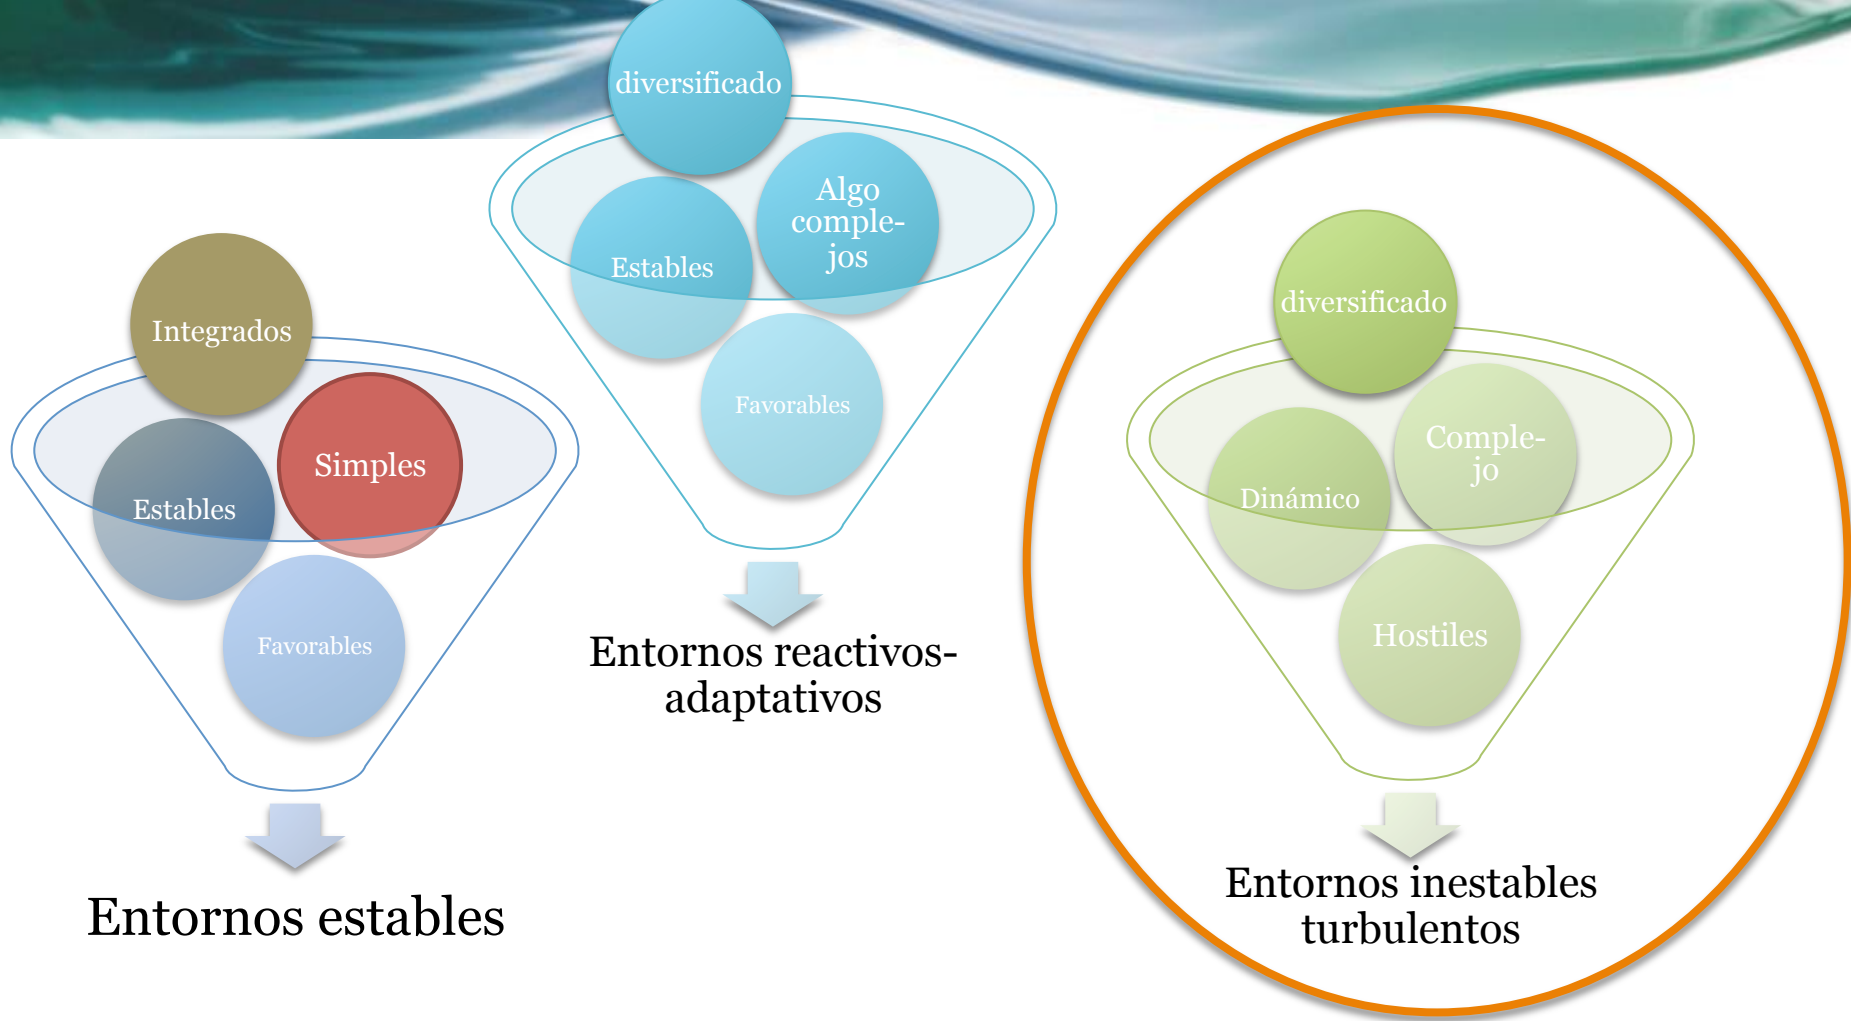 Integrados
Simples
Estables
Favorables
Entornos estables
diversificado
Algo
comple-
jos
Estables
Favorables
Entornos reactivos-
adaptativos
diversificado
Comple-
jo
Dinámico
Hostiles
Entornos inestables
turbulentos